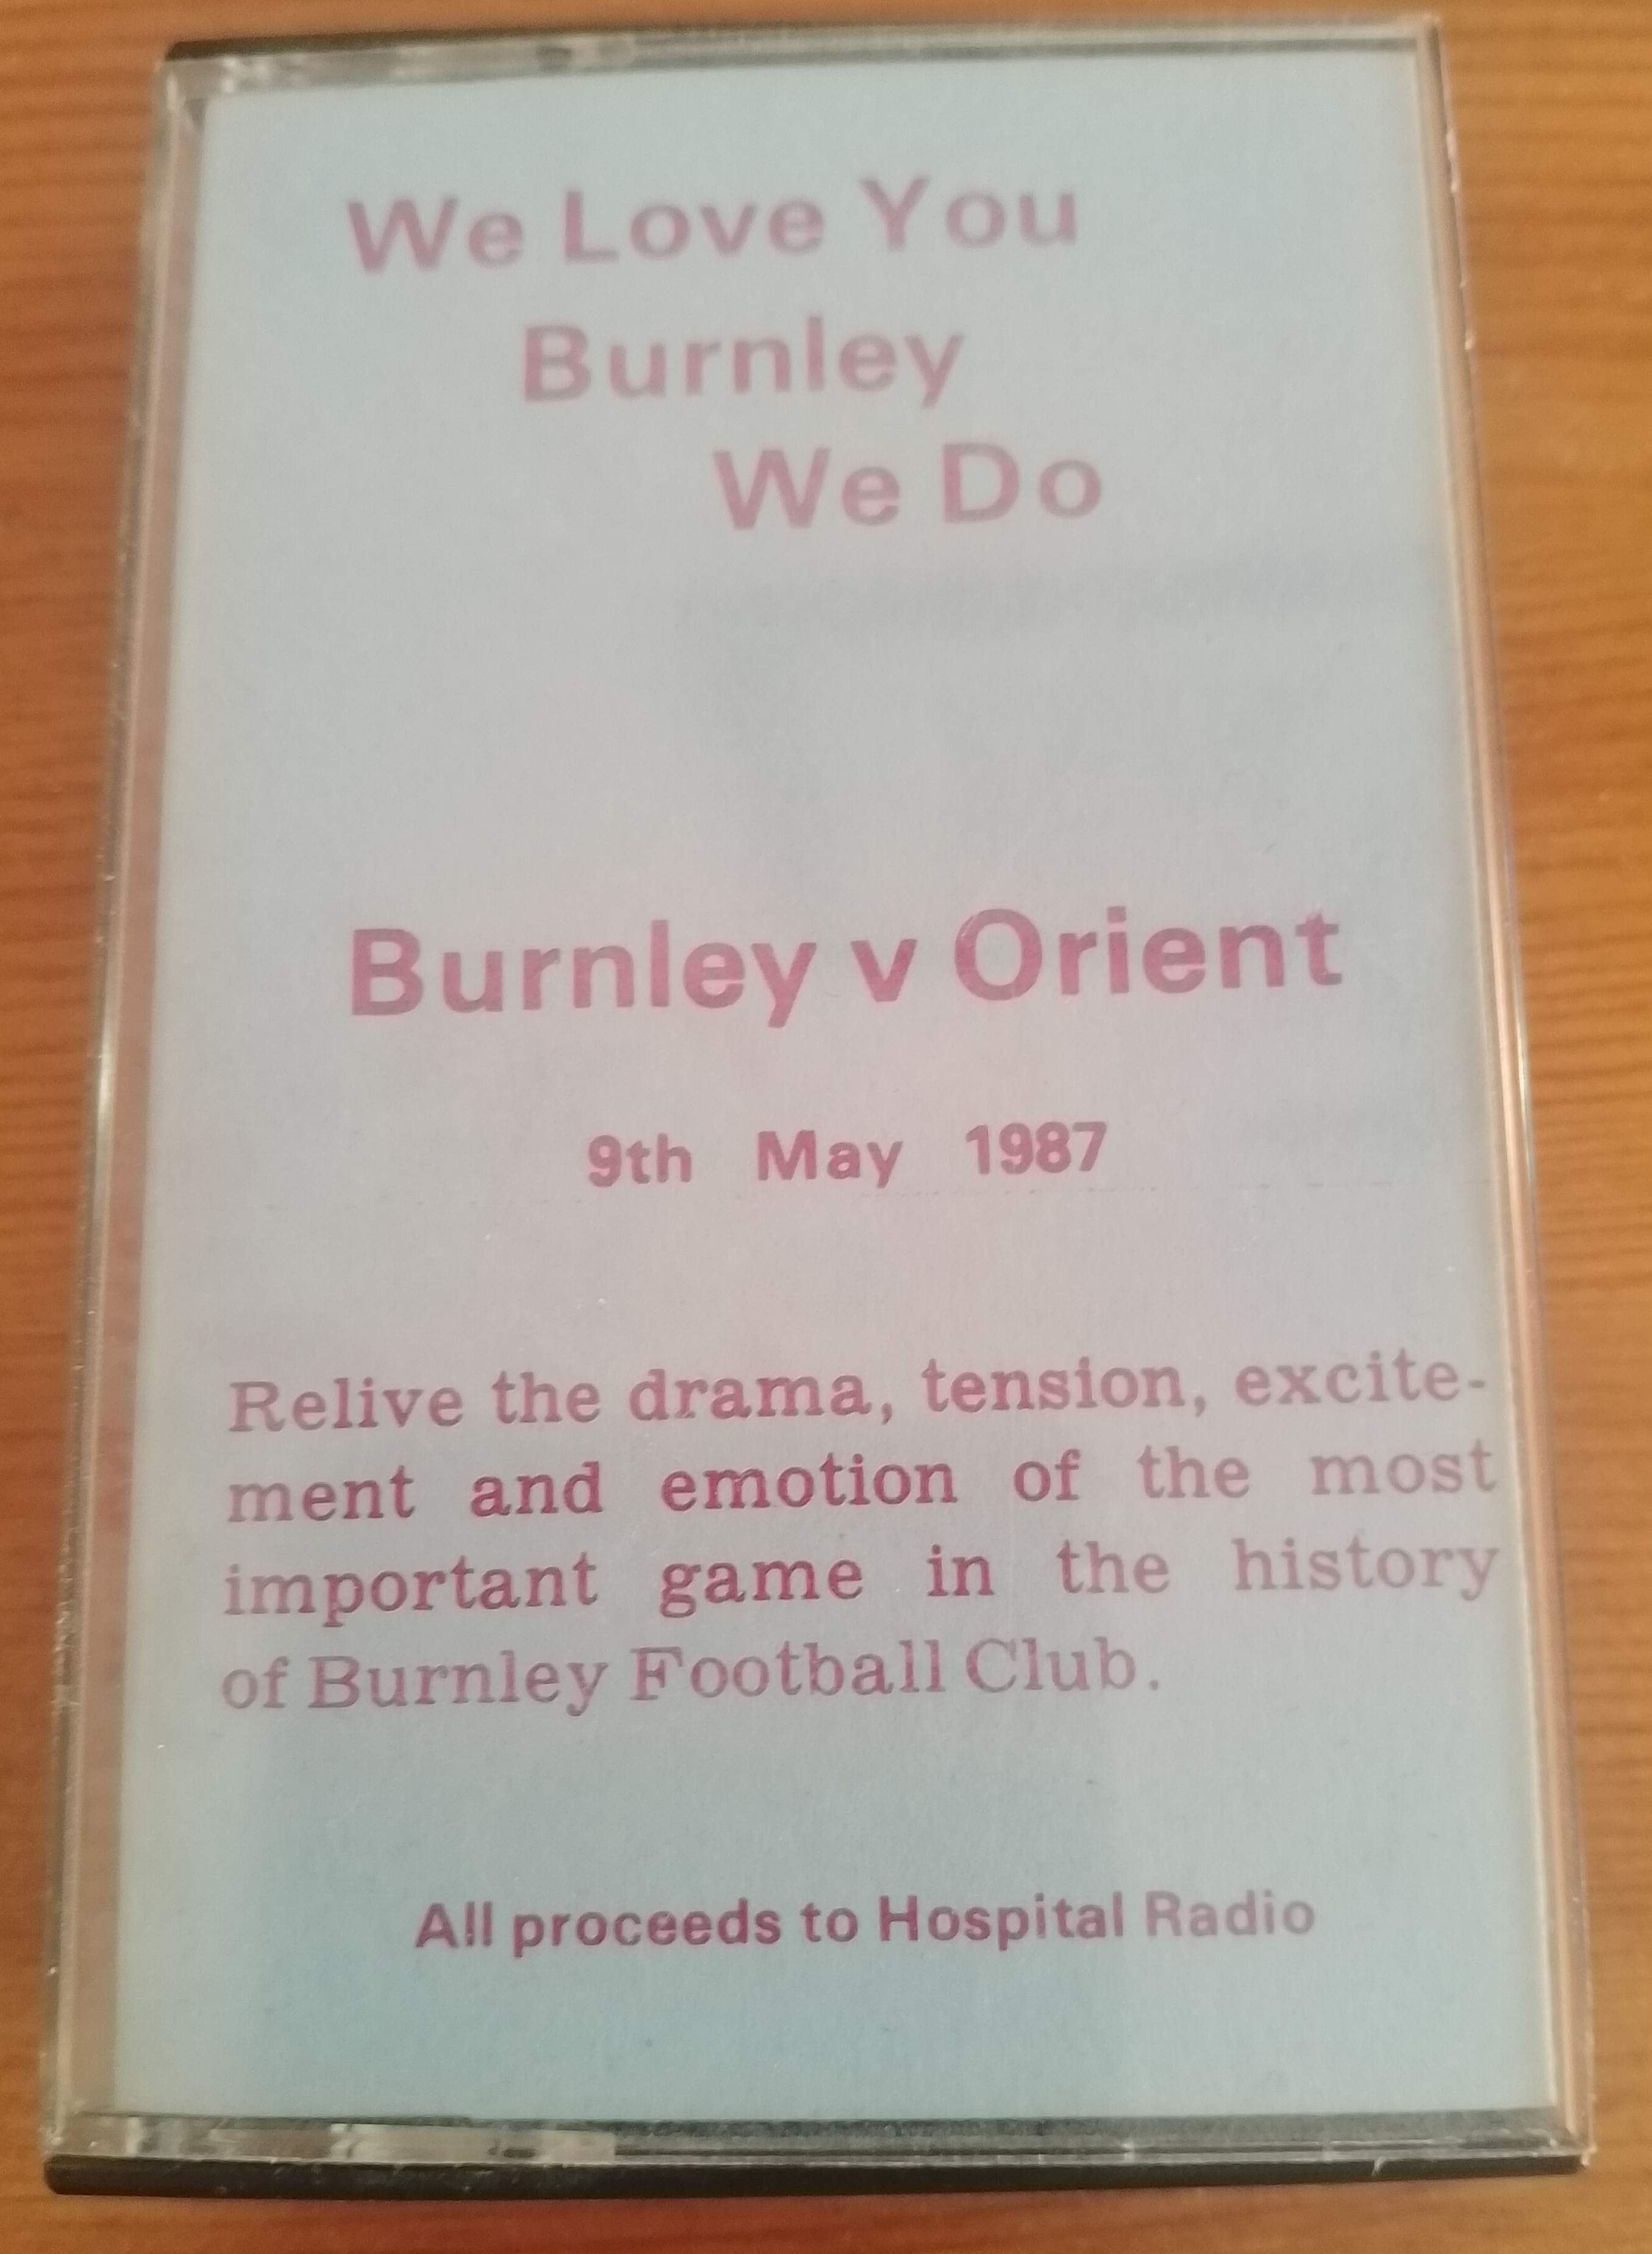 We Love You
Burnley
We Do
Burnley v Orient
9th May 1987
Relive the drama, tension, excite-
ment and emotion of the most
important game in the history
of Burnley Football Club.
All proceeds to Hospital Radio